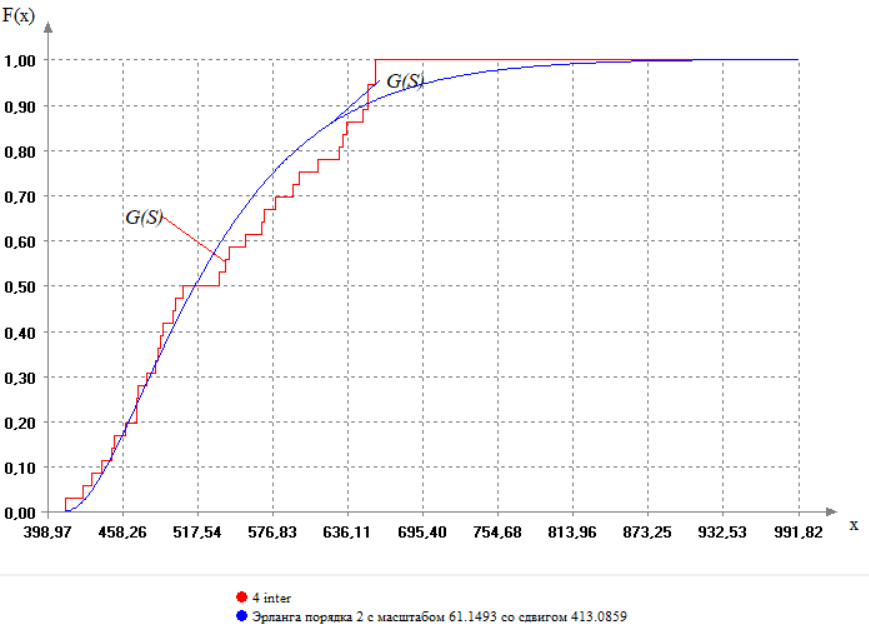 F(x)
1,00
0,90
G(S)
0,80
0,70
G(S)
0,60
0,50
0,40
0,30
0,20
0,10
0,00
398,97 458,26 517,54 576,83 636,11 695,40 754,68 813,96 873,25 932,53 991,82 x
4 inter
Эрланга порядка 2 с масштабом 61.1493 со сдвигом 413.0859